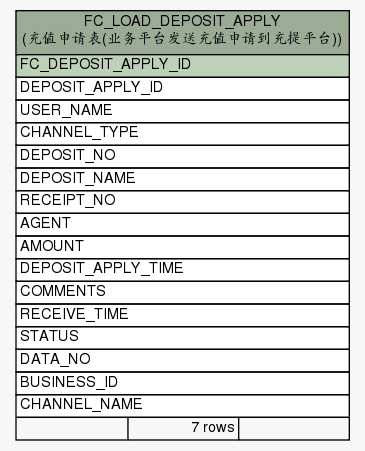 FC_LOAD_DEPOSIT_APPLY
(充值申请表(业务平台发送充值申请到充提平台))
FC_DEPOSIT_APPLY_ID
DEPOSIT_APPLY_ID
USER_NAME
CHANNEL_TYPE
DEPOSIT_NO
DEPOSIT_NAME
RECEIPT_NO
AGENT
AMOUNT
DEPOSIT_APPLY_TIME
COMMENTS
RECEIVE_TIME
STATUS
DATA_NO
BUSINESS_ID
CHANNEL_NAME
7 rows